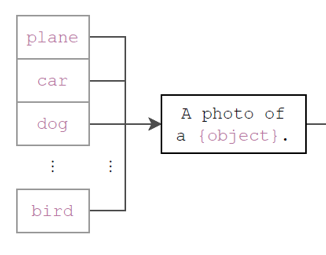 plane
car
dog
⋮ ⋮
bird
A photo of
a {object}.